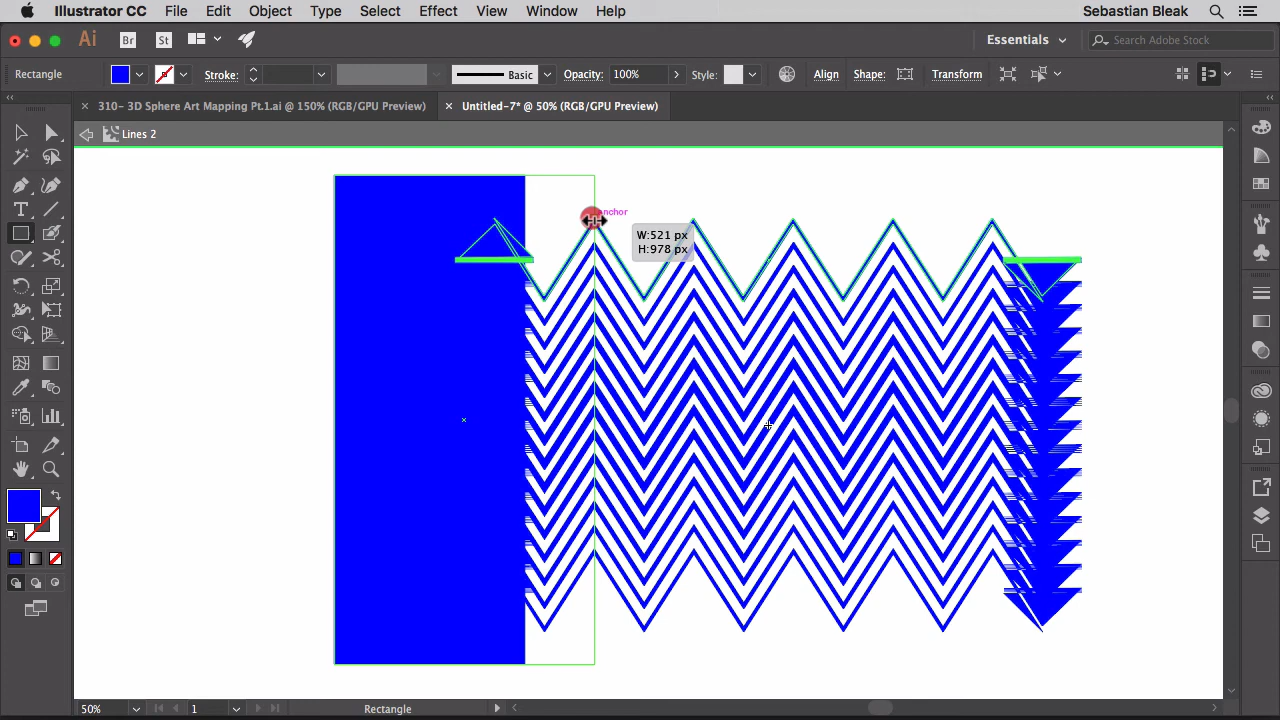 Illustrator CC File Edit Object Type Select Effect View Window Help Sebastian Bleak
Ai Br St Essentials Search Adobe Stock
Rectangle Stroke: Basic Opacity: 100% Style: Align Shape: Transform
× 310- 3D Sphere Art Mapping Pt.1.ai @ 150% (RGB/GPU Preview) × Untitled-7* @ 50% (RGB/GPU Preview)
Lines 2
W:521 px
H:978 px
50% 1 Rectangle